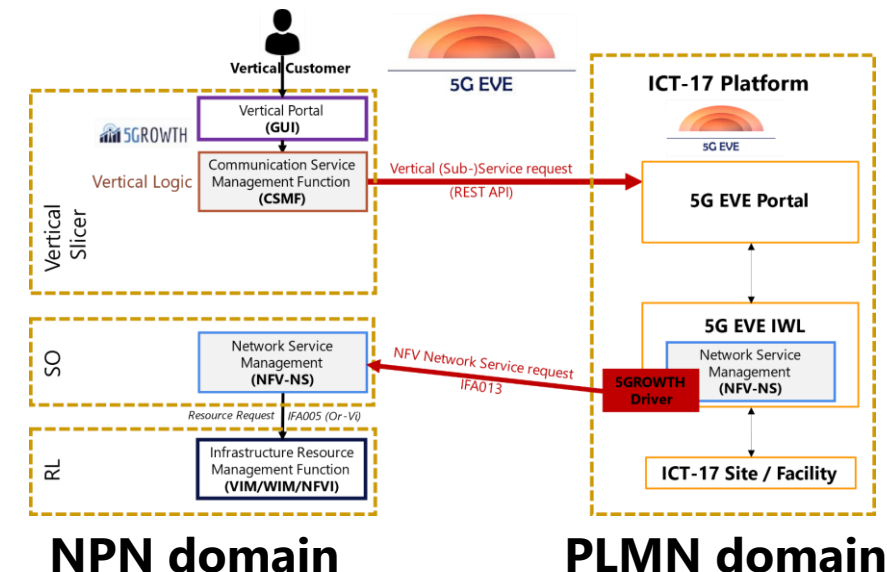 Vertical Customer
5G EVE
ICT-17 Platform
5G EVE
5GROWTH
Vertical Portal
(GUI)
Vertical Logic
Communication Service
Management Function
(CSMF)
Vertical
Slicer
Vertical (Sub-)Service request
(REST API)
5G EVE Portal
SO
Network Service
Management
(NFV-NS)
NFV Network Service request
IFA013
5G EVE IWL
Network Service
Management
(NFV-NS)
5GROWTH
Driver
Resource Request
IFA005 (Or-Vi)
RL
Infrastructure Resource
Management Function
(VIM/WIM/NFVI)
ICT-17 Site / Facility
NPN domain
PLMN domain